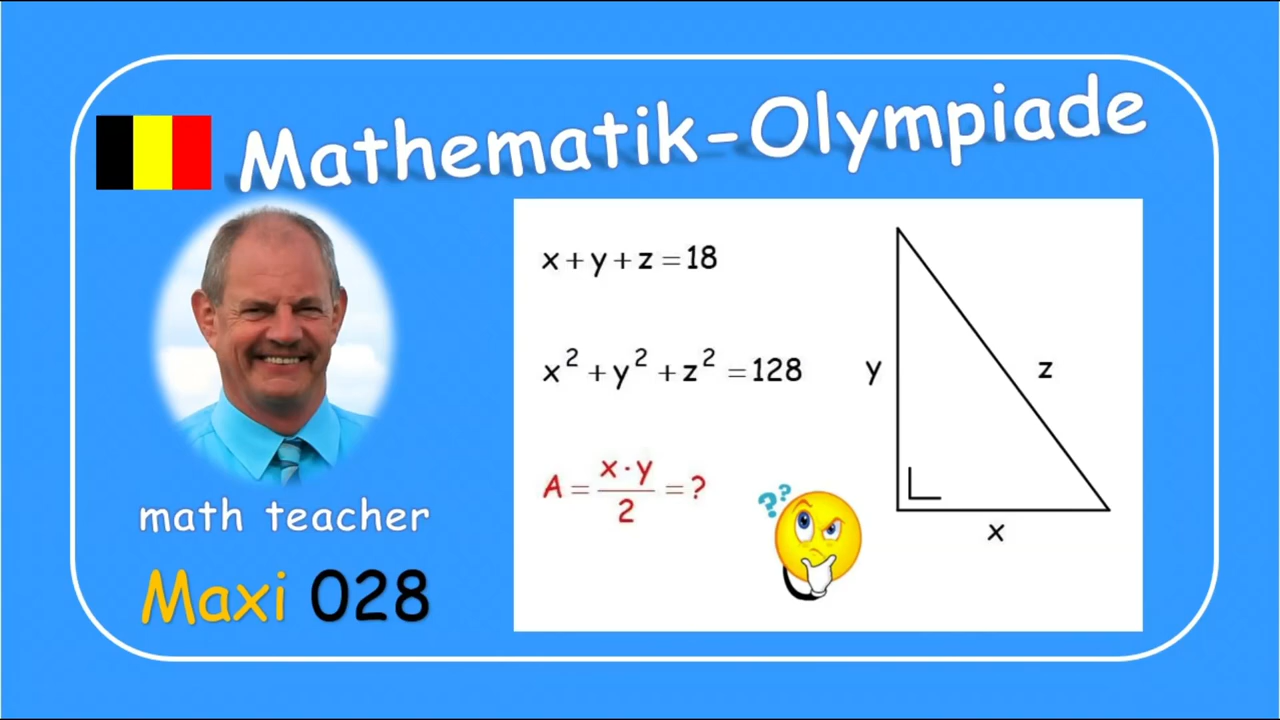 Mathematik-Olympiade
math teacher
Maxi 028
x + y + z = 18
x² + y² + z² = 128
A = x · y / 2 = ?
y
z
x
? ?